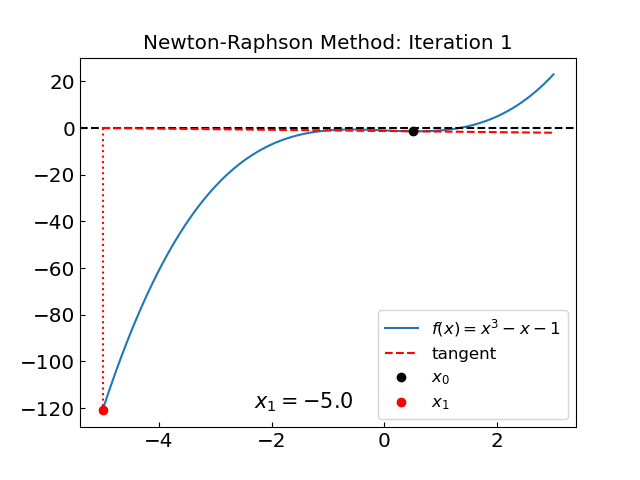 Newton-Raphson Method: Iteration 1
20
0
−20
−40
−60
−80
−100
−120
−4
−2
0
2
x₁ = −5.0
f(x) = x³ − x − 1
tangent
x₀
x₁